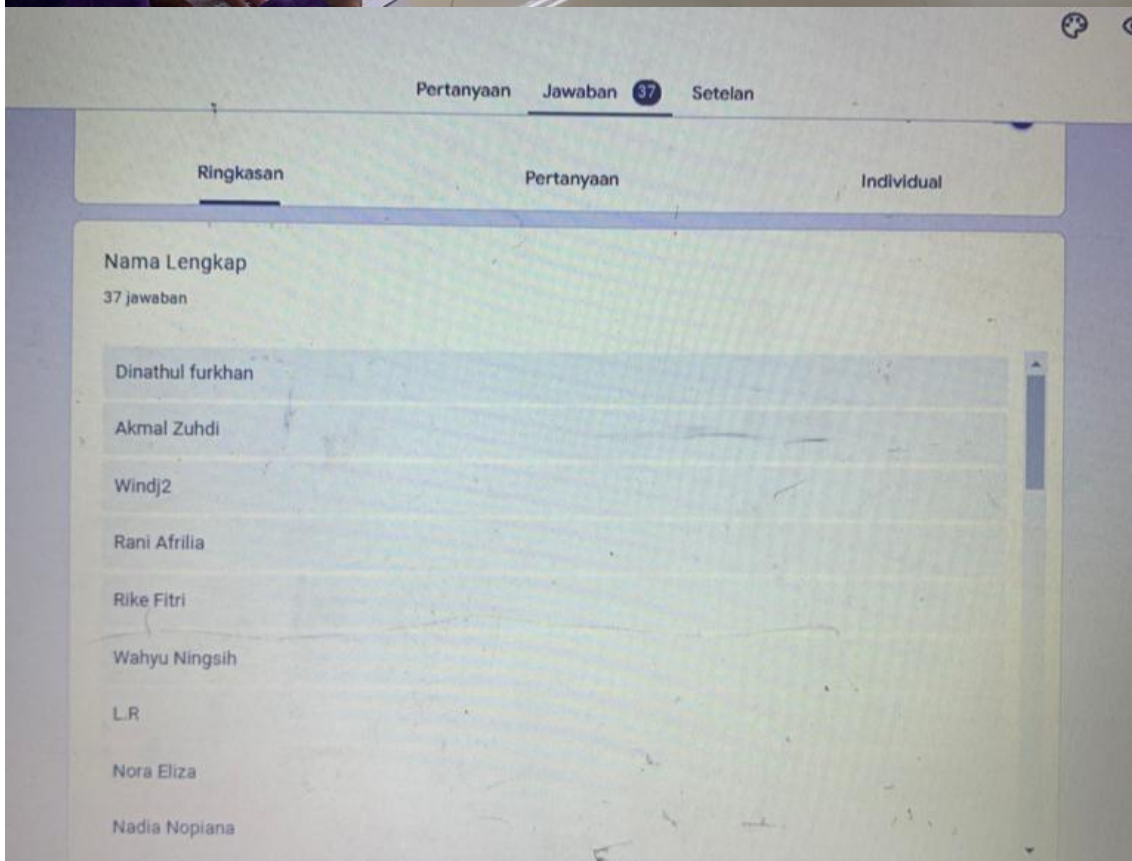 Pertanyaan Jawaban 37 Setelan
Ringkasan Pertanyaan Individual
Nama Lengkap
37 jawaban
Dinathul furkhan
Akmal Zuhdi
Windj2
Rani Afrilia
Rike Fitri
Wahyu Ningsih
L.R
Nora Eliza
Nadia Nopiana